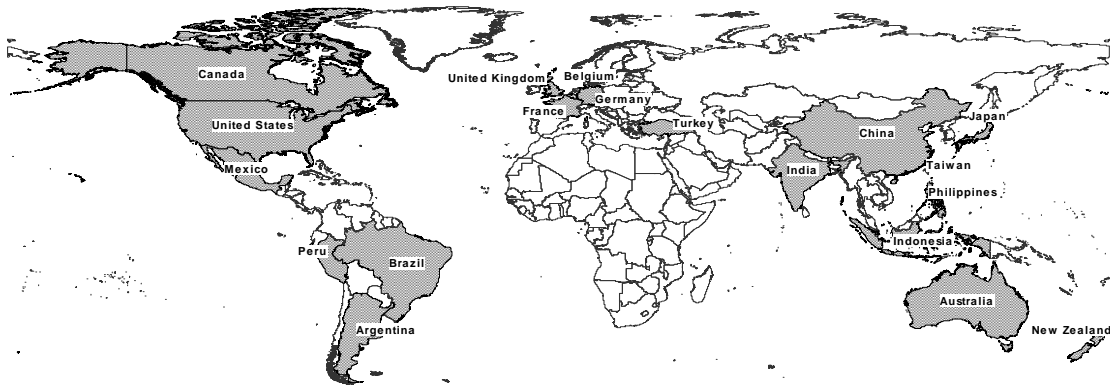 Canada
United Kingdom
Belgium
Germany
France
United States
Turkey
Japan
China
Taiwan
Mexico
India
Philippines
Peru
Brazil
Indonesia
Australia
Argentina
New Zealand